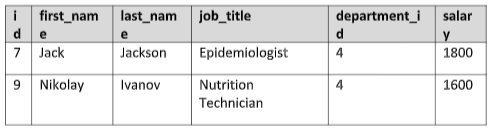 id first_name last_name job_title department_id salary
7 Jack Jackson Epidemiologist 4 1800
9 Nikolay Ivanov Nutrition Technician 4 1600